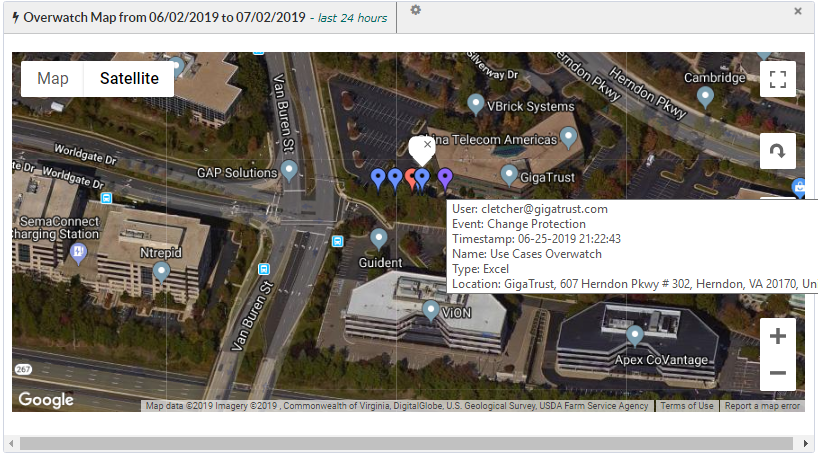 Overwatch Map from 06/02/2019 to 07/02/2019 - last 24 hours
Map Satellite
Silverway Dr
Herndon Pkwy
Herndon Pkwy
Cambridge
VBrick Systems
Van Buren St
ina Telecom Americas
Worldgate Dr
te Dr
GAP Solutions
GigaTrust
SemaConnect
harging Station
Ntrepid
Guident
User: cletcher@gigatrust.com
Event: Change Protection
Timestamp: 06-25-2019 21:22:43
Name: Use Cases Overwatch
Type: Excel
Location: GigaTrust, 607 Herndon Pkwy # 302, Herndon, VA 20170, Un
Van Buren St
ViON
Apex CoVantage
267
Google
Map data ©2019 Imagery ©2019 , Commonwealth of Virginia, DigitalGlobe, U.S. Geological Survey, USDA Farm Service Agency Terms of Use Report a map error